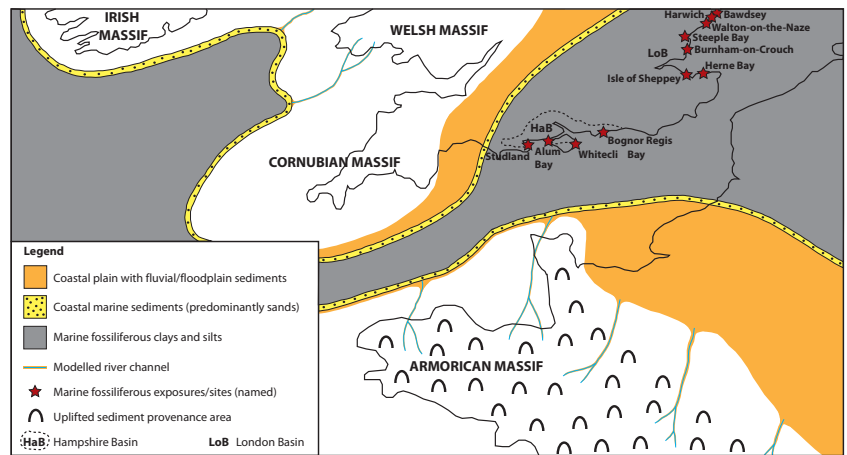 IRISH
MASSIF
WELSH MASSIF
Harwich
Bawdsey
Walton-on-the-Naze
Steeple Bay
LoB
Burnham-on-Crouch
Herne Bay
Isle of Sheppey
HaB
Bognor Regis
Bay
CORNUBIAN MASSIF
Studland
Alum
Bay
Whitecli
ARMORICAN MASSIF
Legend
Coastal plain with fluvial/floodplain sediments
Coastal marine sediments (predominantly sands)
Marine fossiliferous clays and silts
Modelled river channel
Marine fossiliferous exposures/sites (named)
Uplifted sediment provenance area
HaB Hampshire Basin LoB London Basin